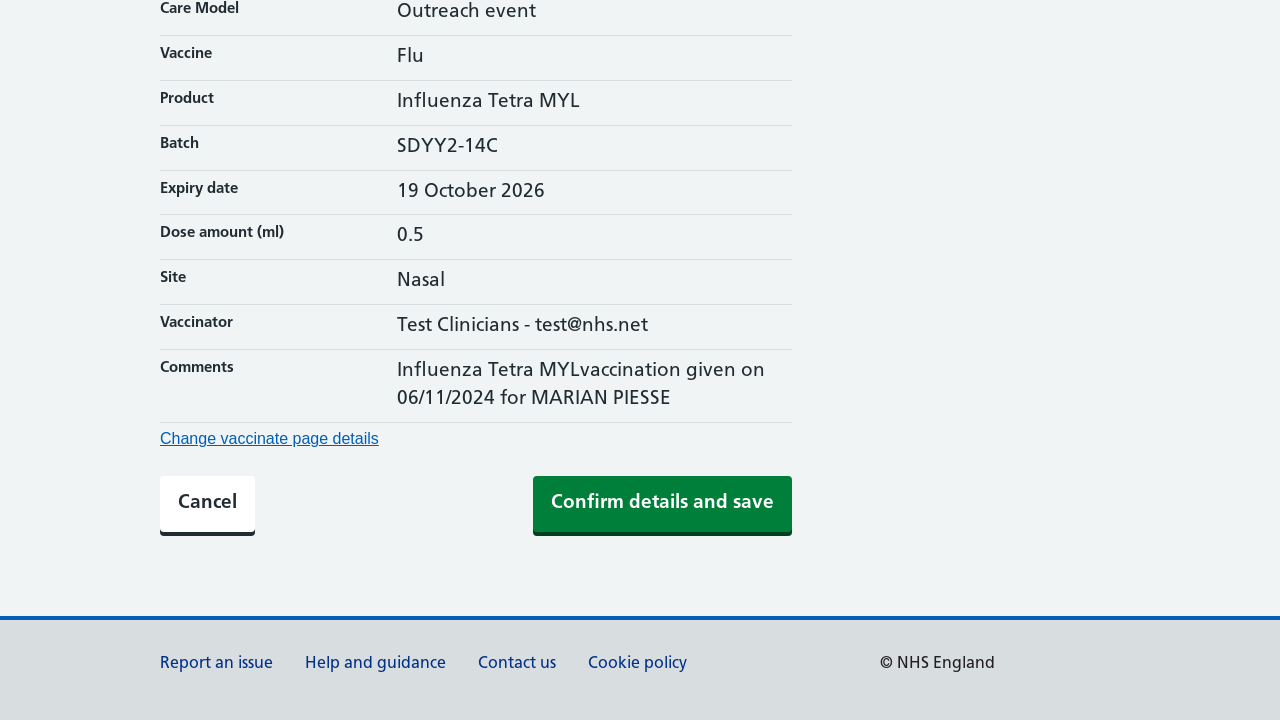 Care Model Outreach event
Vaccine Flu
Product Influenza Tetra MYL
Batch SDYY2-14C
Expiry date 19 October 2026
Dose amount (ml) 0.5
Site Nasal
Vaccinator Test Clinicians - test@nhs.net
Comments Influenza Tetra MYLvaccination given on
06/11/2024 for MARIAN PIESSE
Change vaccinate page details
Cancel Confirm details and save
Report an issue Help and guidance Contact us Cookie policy © NHS England